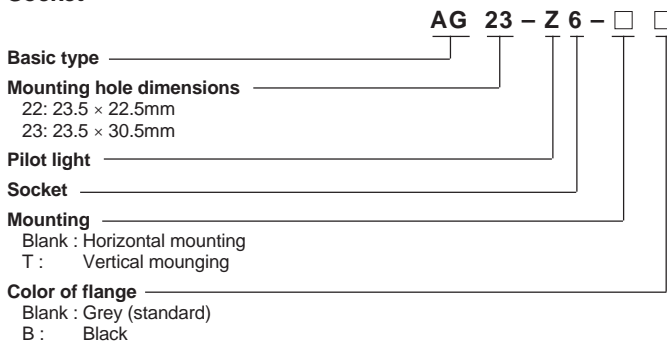 AG 23 – Z 6 – □ □
Basic type
Mounting hole dimensions
22: 23.5 × 22.5mm
23: 23.5 × 30.5mm
Pilot light
Socket
Mounting
Blank : Horizontal mounting
T : Vertical mounging
Color of flange
Blank : Grey (standard)
B : Black